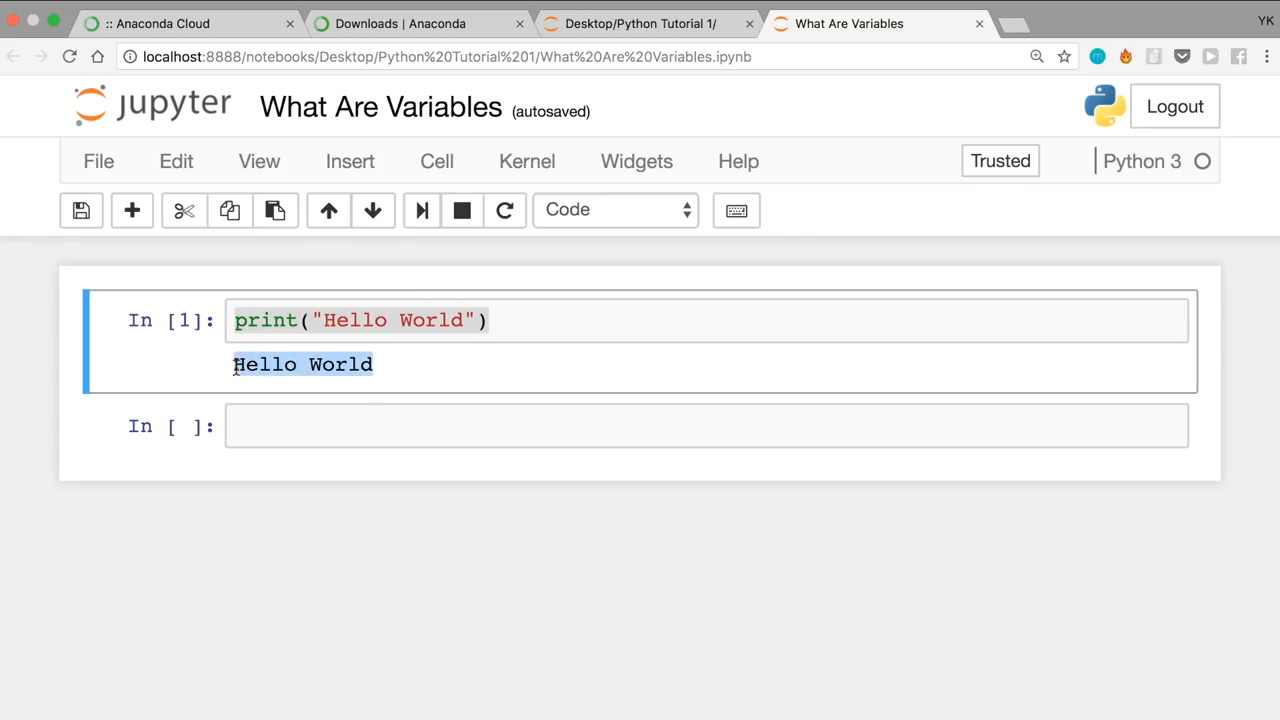 :: Anaconda Cloud
Downloads | Anaconda
Desktop/Python Tutorial 1/
What Are Variables
YK
localhost:8888/notebooks/Desktop/Python%20Tutorial%201/What%20Are%20Variables.ipynb
jupyter What Are Variables (autosaved)
Logout
File Edit View Insert Cell Kernel Widgets Help Trusted Python 3
Code
In [1]: print("Hello World")
Hello World
In [ ]: